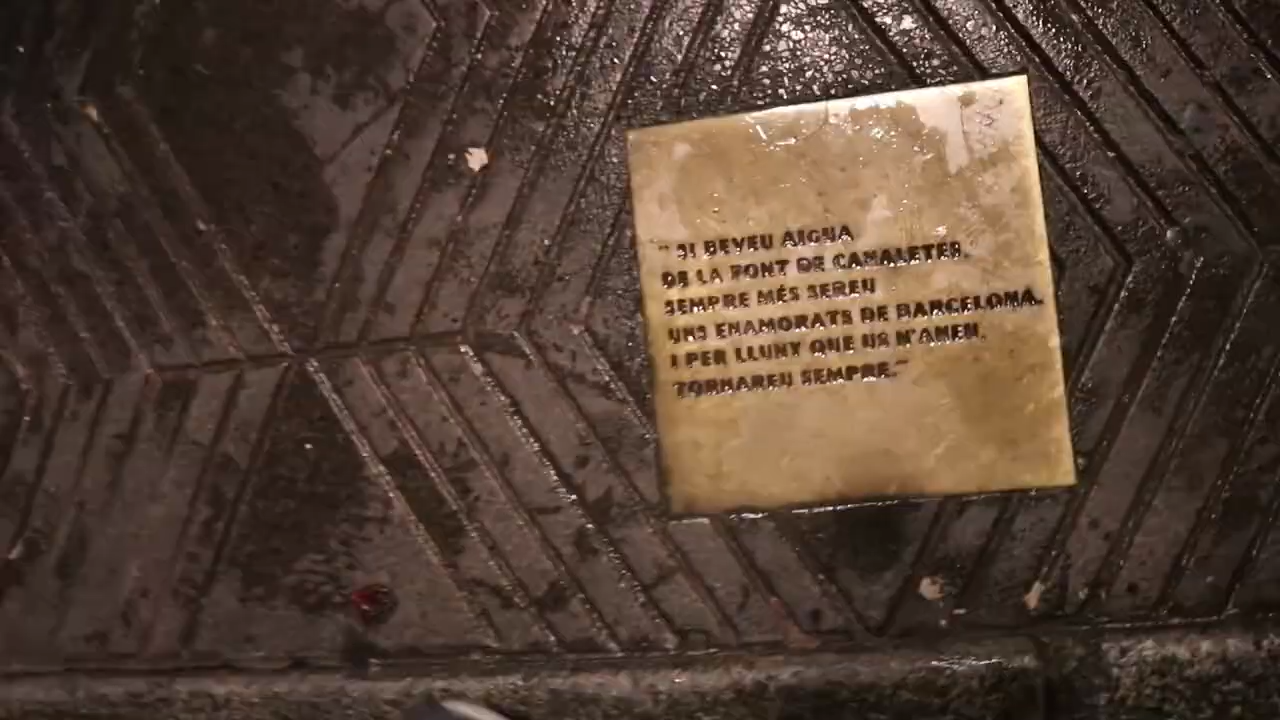 " SI BEVEU AIGUA
DE LA FONT DE CANALETES,
SEMPRE MÉS SEREU
UNS ENAMORATS DE BARCELONA.
I PER LLUNY QUE US N'ANEU,
TORNAREU SEMPRE."